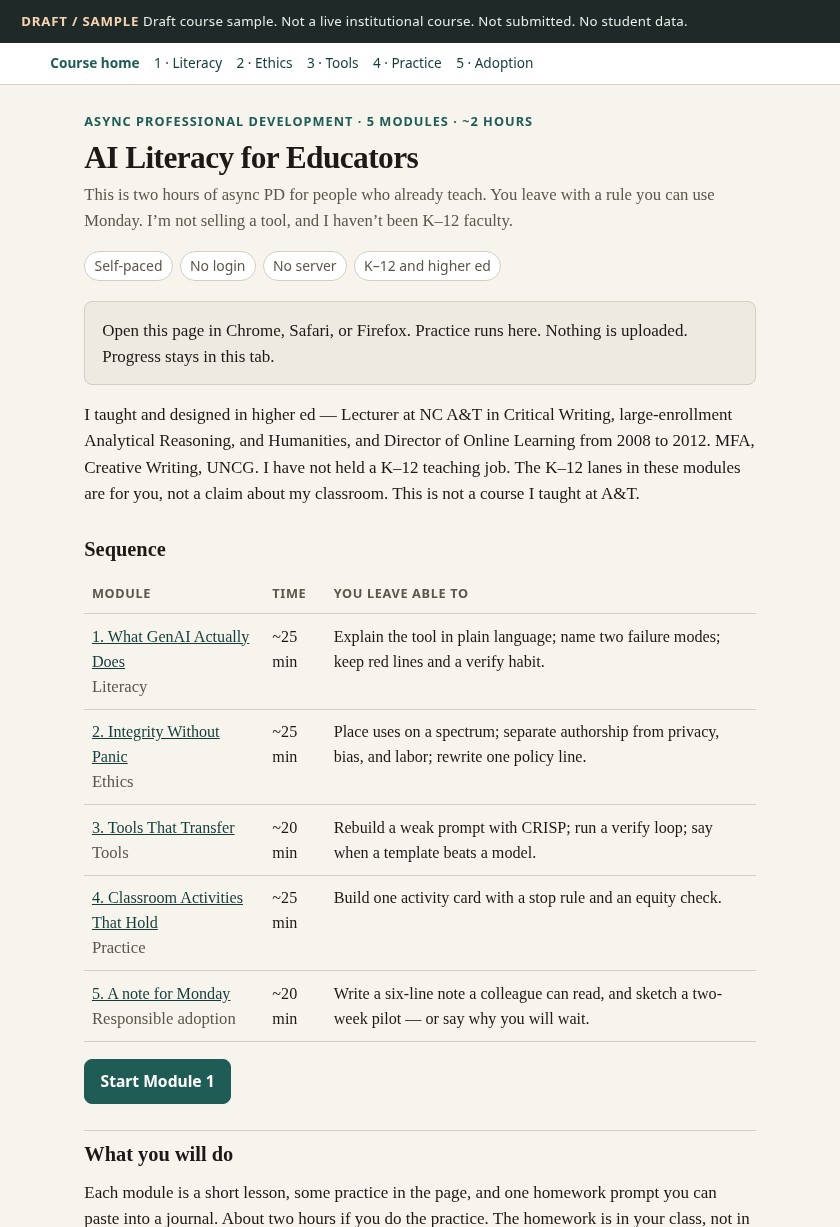 DRAFT / SAMPLE Draft course sample. Not a live institutional course. Not submitted. No student data.
Course home 1 · Literacy 2 · Ethics 3 · Tools 4 · Practice 5 · Adoption
ASYNC PROFESSIONAL DEVELOPMENT · 5 MODULES · ~2 HOURS
AI Literacy for Educators
This is two hours of async PD for people who already teach. You leave with a rule you can use
Monday. I’m not selling a tool, and I haven’t been K–12 faculty.
Self-paced No login No server K–12 and higher ed
Open this page in Chrome, Safari, or Firefox. Practice runs here. Nothing is uploaded.
Progress stays in this tab.
I taught and designed in higher ed — Lecturer at NC A&T in Critical Writing, large-enrollment
Analytical Reasoning, and Humanities, and Director of Online Learning from 2008 to 2012. MFA,
Creative Writing, UNCG. I have not held a K–12 teaching job. The K–12 lanes in these modules
are for you, not a claim about my classroom. This is not a course I taught at A&T.
Sequence
MODULE TIME YOU LEAVE ABLE TO
1. What GenAI Actually ~25 Explain the tool in plain language; name two failure modes;
Does min keep red lines and a verify habit.
Literacy
2. Integrity Without ~25 Place uses on a spectrum; separate authorship from privacy,
Panic min bias, and labor; rewrite one policy line.
Ethics
3. Tools That Transfer ~20 Rebuild a weak prompt with CRISP; run a verify loop; say
Tools min when a template beats a model.
4. Classroom Activities ~25 Build one activity card with a stop rule and an equity check.
That Hold min
Practice
5. A note for Monday ~20 Write a six-line note a colleague can read, and sketch a two-
Responsible adoption min week pilot — or say why you will wait.
Start Module 1
What you will do
Each module is a short lesson, some practice in the page, and one homework prompt you can
paste into a journal. About two hours if you do the practice. The homework is in your class, not in